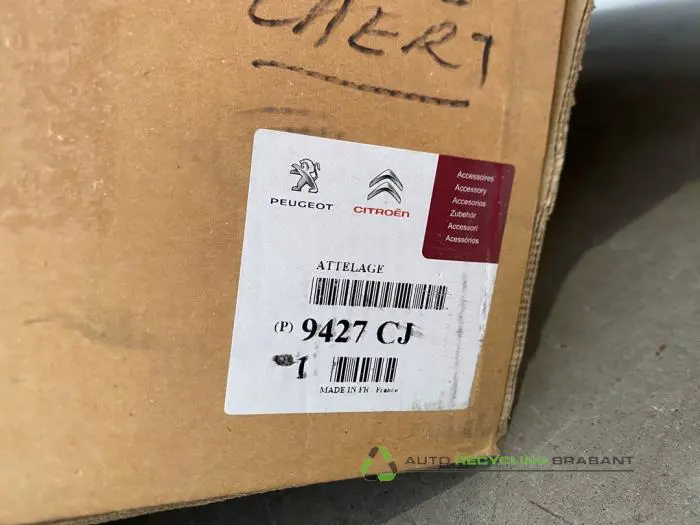 CAERT
PEUGEOT
CITROËN
Accessoires
Accessory
Accesorios
Zubehör
Accessori
Acessórios
ATTELAGE
(P) 9427 CJ
1
MADE IN FR France
AUTO RECYCLING BRABANT